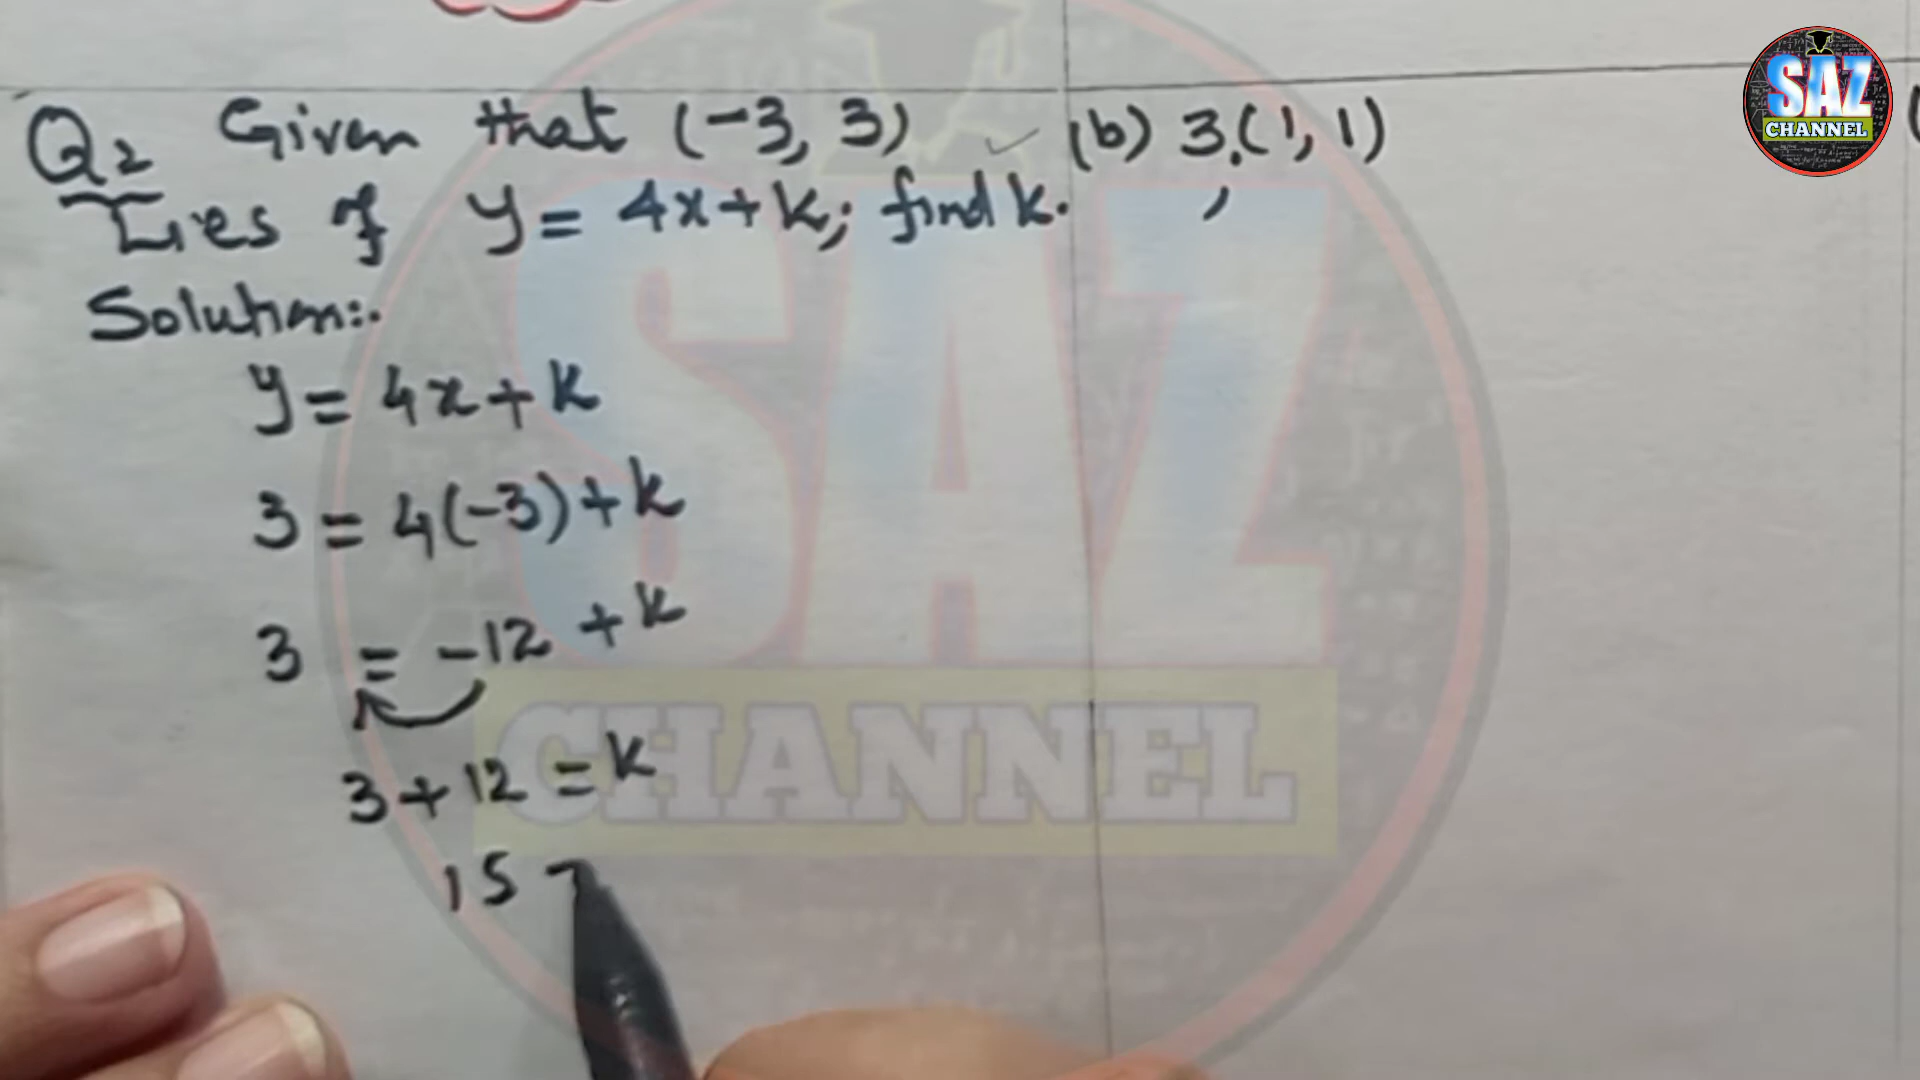 Q2 Given that (-3, 3)
Lies of y = 4x + k; find k.
Solution:.
y = 4x + k
3 = 4(-3) + k
3 = -12 + k
3 + 12 = k
15
(b) 3.(1, 1)
,
SAZ
CHANNEL
SAZ
CHANNEL